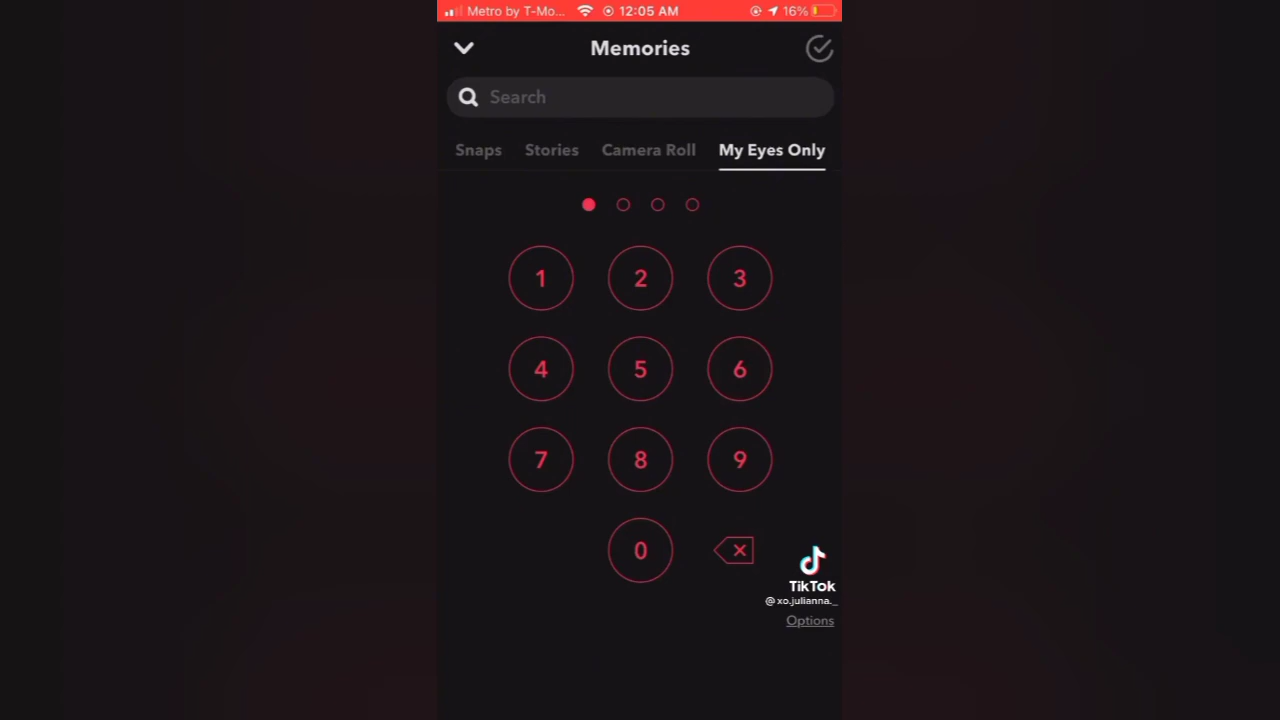 Metro by T-Mo... 12:05 AM 16%
Memories
Search
Snaps Stories Camera Roll My Eyes Only
1 2 3
4 5 6
7 8 9
0
TikTok
@xo.julianna._
Options